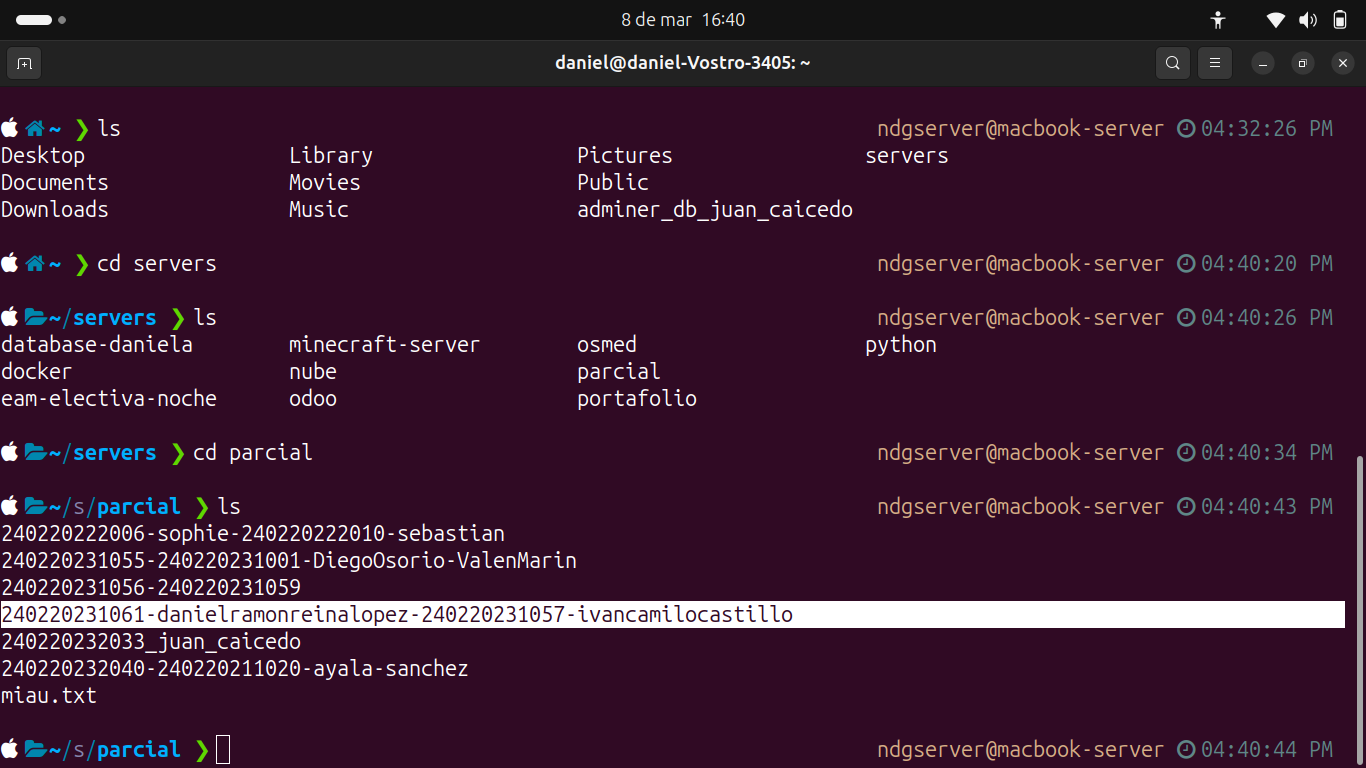 8 de mar 16:40
daniel@daniel-Vostro-3405: ~
~ ❯ ls ndgserver@macbook-server 04:32:26 PM
Desktop Library Pictures servers
Documents Movies Public
Downloads Music adminer_db_juan_caicedo
~ ❯ cd servers ndgserver@macbook-server 04:40:20 PM
~/servers ❯ ls ndgserver@macbook-server 04:40:26 PM
database-daniela minecraft-server osmed python
docker nube parcial
eam-electiva-noche odoo portafolio
~/servers ❯ cd parcial ndgserver@macbook-server 04:40:34 PM
~/s/parcial ❯ ls ndgserver@macbook-server 04:40:43 PM
240220222006-sophie-240220222010-sebastian
240220231055-240220231001-DiegoOsorio-ValenMarin
240220231056-240220231059
240220231061-danielramonreinalopez-240220231057-ivancamilocastillo
240220232033_juan_caicedo
240220232040-240220211020-ayala-sanchez
miau.txt
~/s/parcial ❯ ndgserver@macbook-server 04:40:44 PM